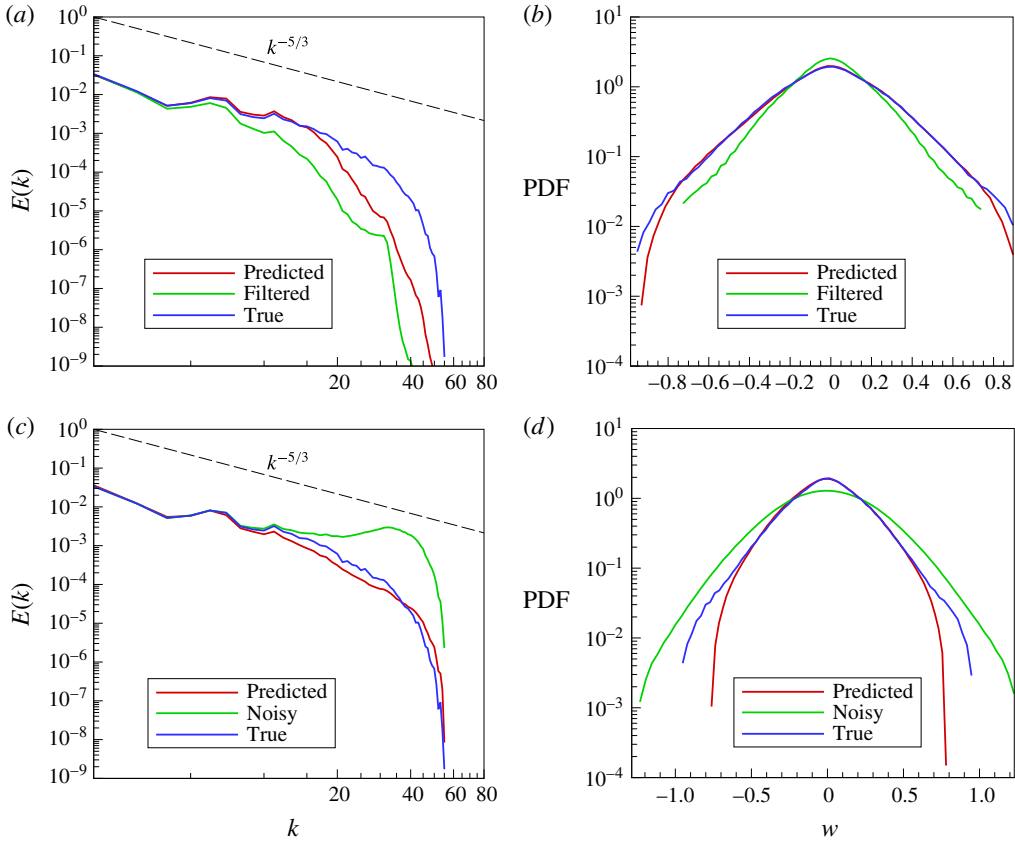 (a)
10^0
10^-1
10^-2
10^-3
10^-4
10^-5
10^-6
10^-7
10^-8
10^-9
E(k)
k^-5/3
Predicted
Filtered
True
20 40 60 80
(b)
10^1
10^0
10^-1
10^-2
10^-3
10^-4
PDF
Predicted
Filtered
True
−0.8 −0.6 −0.4 −0.2 0 0.2 0.4 0.6 0.8
(c)
10^0
10^-1
10^-2
10^-3
10^-4
10^-5
10^-6
10^-7
10^-8
10^-9
E(k)
k^-5/3
Predicted
Noisy
True
20 40 60 80
k
(d)
10^1
10^0
10^-1
10^-2
10^-3
10^-4
PDF
Predicted
Noisy
True
−1.0 −0.5 0 0.5 1.0
w